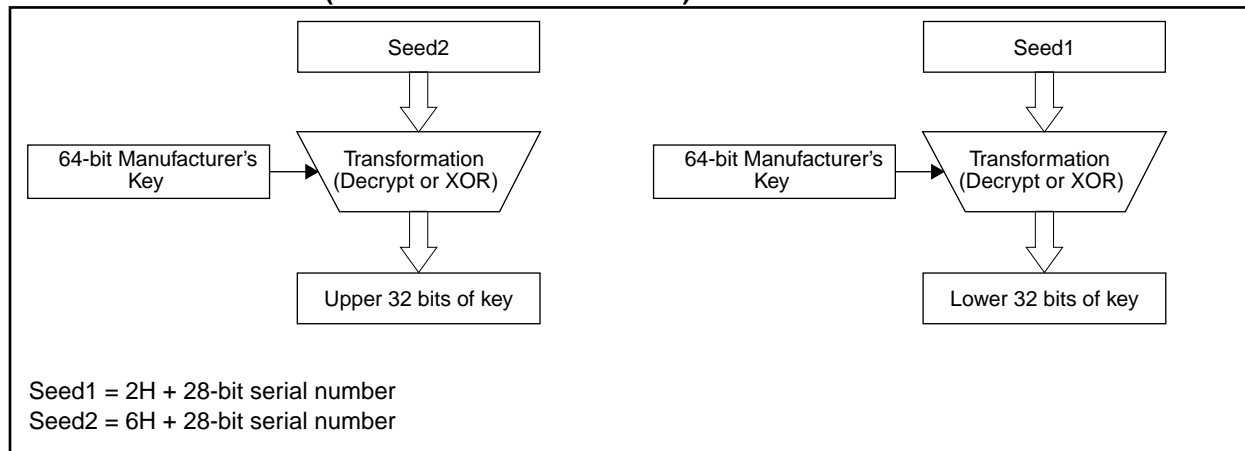 Seed2
64-bit Manufacturer's
Key
Transformation
(Decrypt or XOR)
Upper 32 bits of key
Seed1
64-bit Manufacturer's
Key
Transformation
(Decrypt or XOR)
Lower 32 bits of key
Seed1 = 2H + 28-bit serial number
Seed2 = 6H + 28-bit serial number